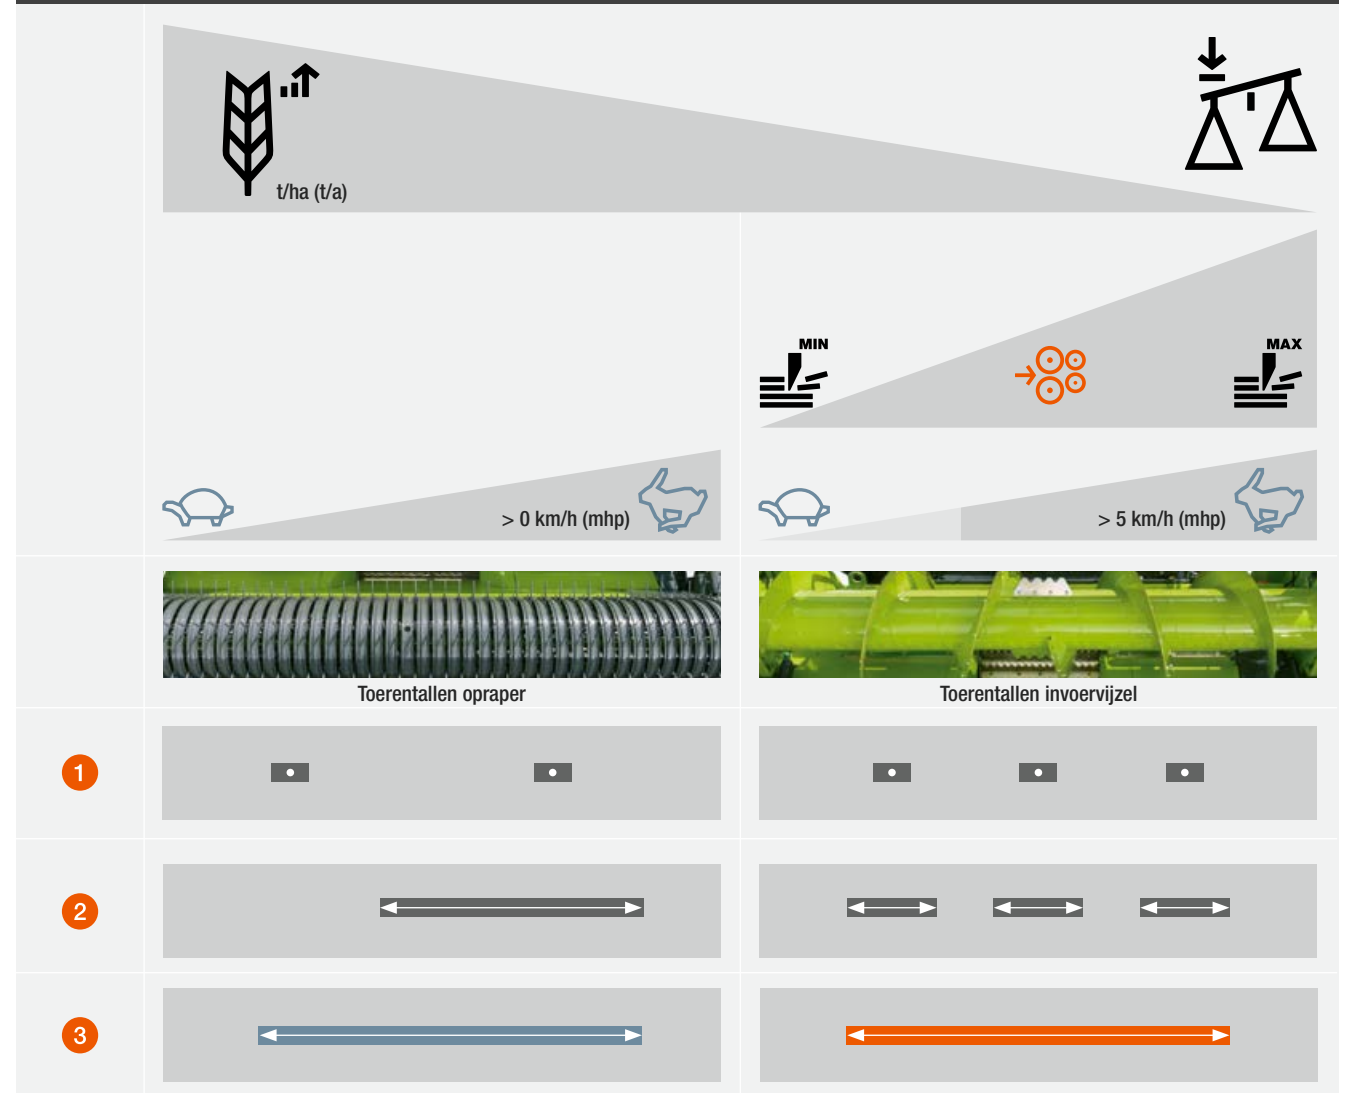 t/ha (t/a)
MIN
MAX
> 0 km/h (mhp)
> 5 km/h (mhp)
Toerentallen opraper
Toerentallen invoervijzel
1
2
3